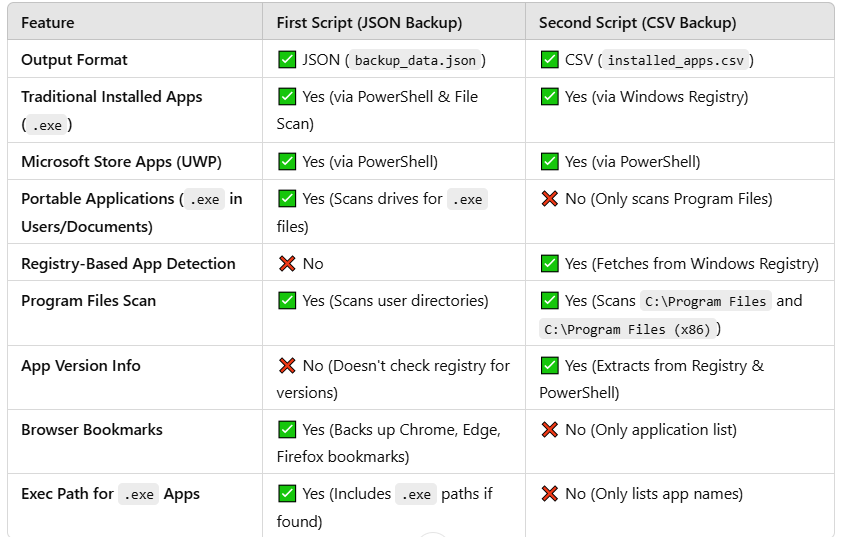 Feature First Script (JSON Backup) Second Script (CSV Backup)
Output Format ✅ JSON ( backup_data.json ) ✅ CSV ( installed_apps.csv )
Traditional Installed Apps ✅ Yes (via PowerShell & File ✅ Yes (via Windows Registry)
( .exe ) Scan)
Microsoft Store Apps (UWP) ✅ Yes (via PowerShell) ✅ Yes (via PowerShell)
Portable Applications ( .exe in ✅ Yes (Scans drives for .exe ❌ No (Only scans Program Files)
Users/Documents) files)
Registry-Based App Detection ❌ No ✅ Yes (Fetches from Windows Registry)
Program Files Scan ✅ Yes (Scans user directories) ✅ Yes (Scans C:\Program Files and
C:\Program Files (x86) )
App Version Info ❌ No (Doesn't check registry for ✅ Yes (Extracts from Registry &
versions) PowerShell)
Browser Bookmarks ✅ Yes (Backs up Chrome, Edge, ❌ No (Only application list)
Firefox bookmarks)
Exec Path for .exe Apps ✅ Yes (Includes .exe paths if ❌ No (Only lists app names)
found)